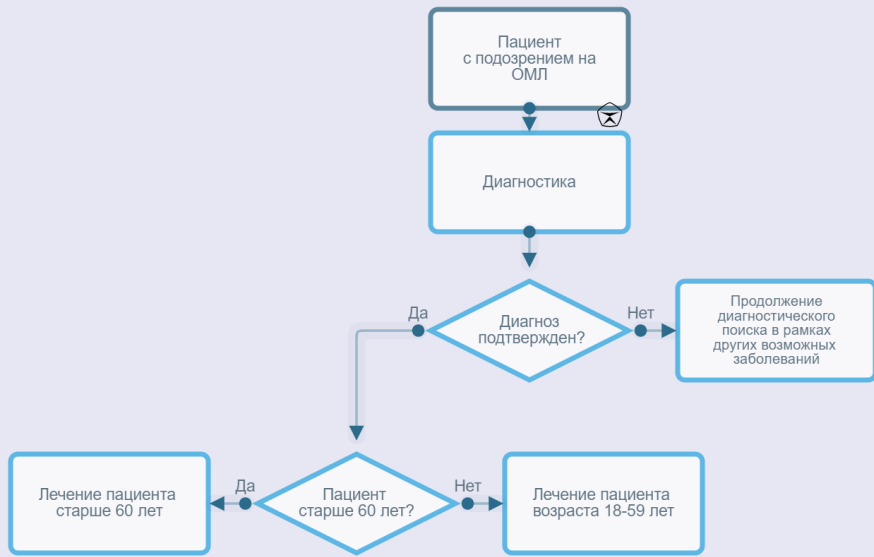 Пациент
с подозрением на
ОМЛ
Диагностика
Да
Диагноз
подтвержден?
Нет
Продолжение
диагностического
поиска в рамках
других возможных
заболеваний
Лечение пациента
старше 60 лет
Да
Пациент
старше 60 лет?
Нет
Лечение пациента
возраста 18-59 лет